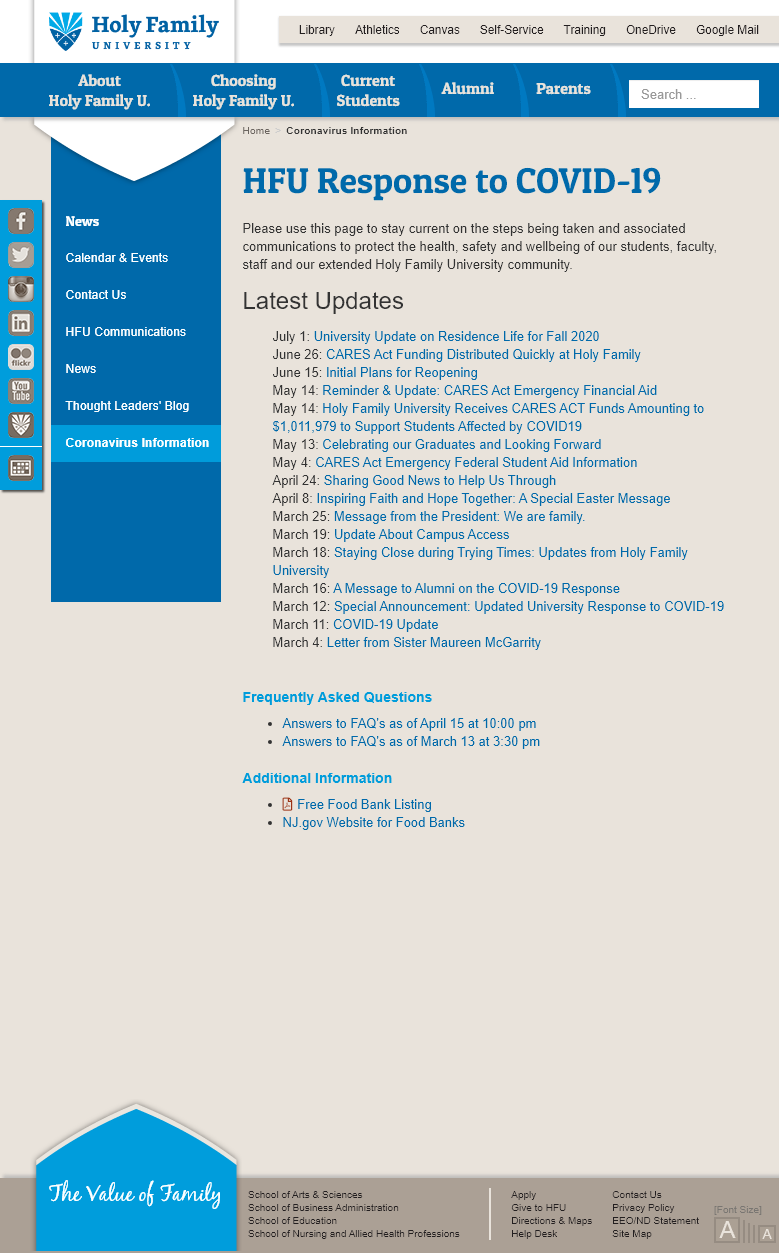 Holy Family
UNIVERSITY
Library Athletics Canvas Self-Service Training OneDrive Google Mail
About
Holy Family U.
Choosing
Holy Family U.
Current
Students
Alumni
Parents
Search ...
Home > Coronavirus Information
News
Calendar & Events
Contact Us
HFU Communications
News
Thought Leaders' Blog
Coronavirus Information
flickr
You
Tube
HFU Response to COVID-19
Please use this page to stay current on the steps being taken and associated
communications to protect the health, safety and wellbeing of our students, faculty,
staff and our extended Holy Family University community.
Latest Updates
July 1: University Update on Residence Life for Fall 2020
June 26: CARES Act Funding Distributed Quickly at Holy Family
June 15: Initial Plans for Reopening
May 14: Reminder & Update: CARES Act Emergency Financial Aid
May 14: Holy Family University Receives CARES ACT Funds Amounting to
$1,011,979 to Support Students Affected by COVID19
May 13: Celebrating our Graduates and Looking Forward
May 4: CARES Act Emergency Federal Student Aid Information
April 24: Sharing Good News to Help Us Through
April 8: Inspiring Faith and Hope Together: A Special Easter Message
March 25: Message from the President: We are family.
March 19: Update About Campus Access
March 18: Staying Close during Trying Times: Updates from Holy Family
University
March 16: A Message to Alumni on the COVID-19 Response
March 12: Special Announcement: Updated University Response to COVID-19
March 11: COVID-19 Update
March 4: Letter from Sister Maureen McGarrity
Frequently Asked Questions
• Answers to FAQ's as of April 15 at 10:00 pm
• Answers to FAQ's as of March 13 at 3:30 pm
Additional Information
• Free Food Bank Listing
• NJ.gov Website for Food Banks
The Value of Family
School of Arts & Sciences
School of Business Administration
School of Education
School of Nursing and Allied Health Professions
Apply
Give to HFU
Directions & Maps
Help Desk
Contact Us
Privacy Policy
EEO/ND Statement
Site Map
[Font Size]
A A